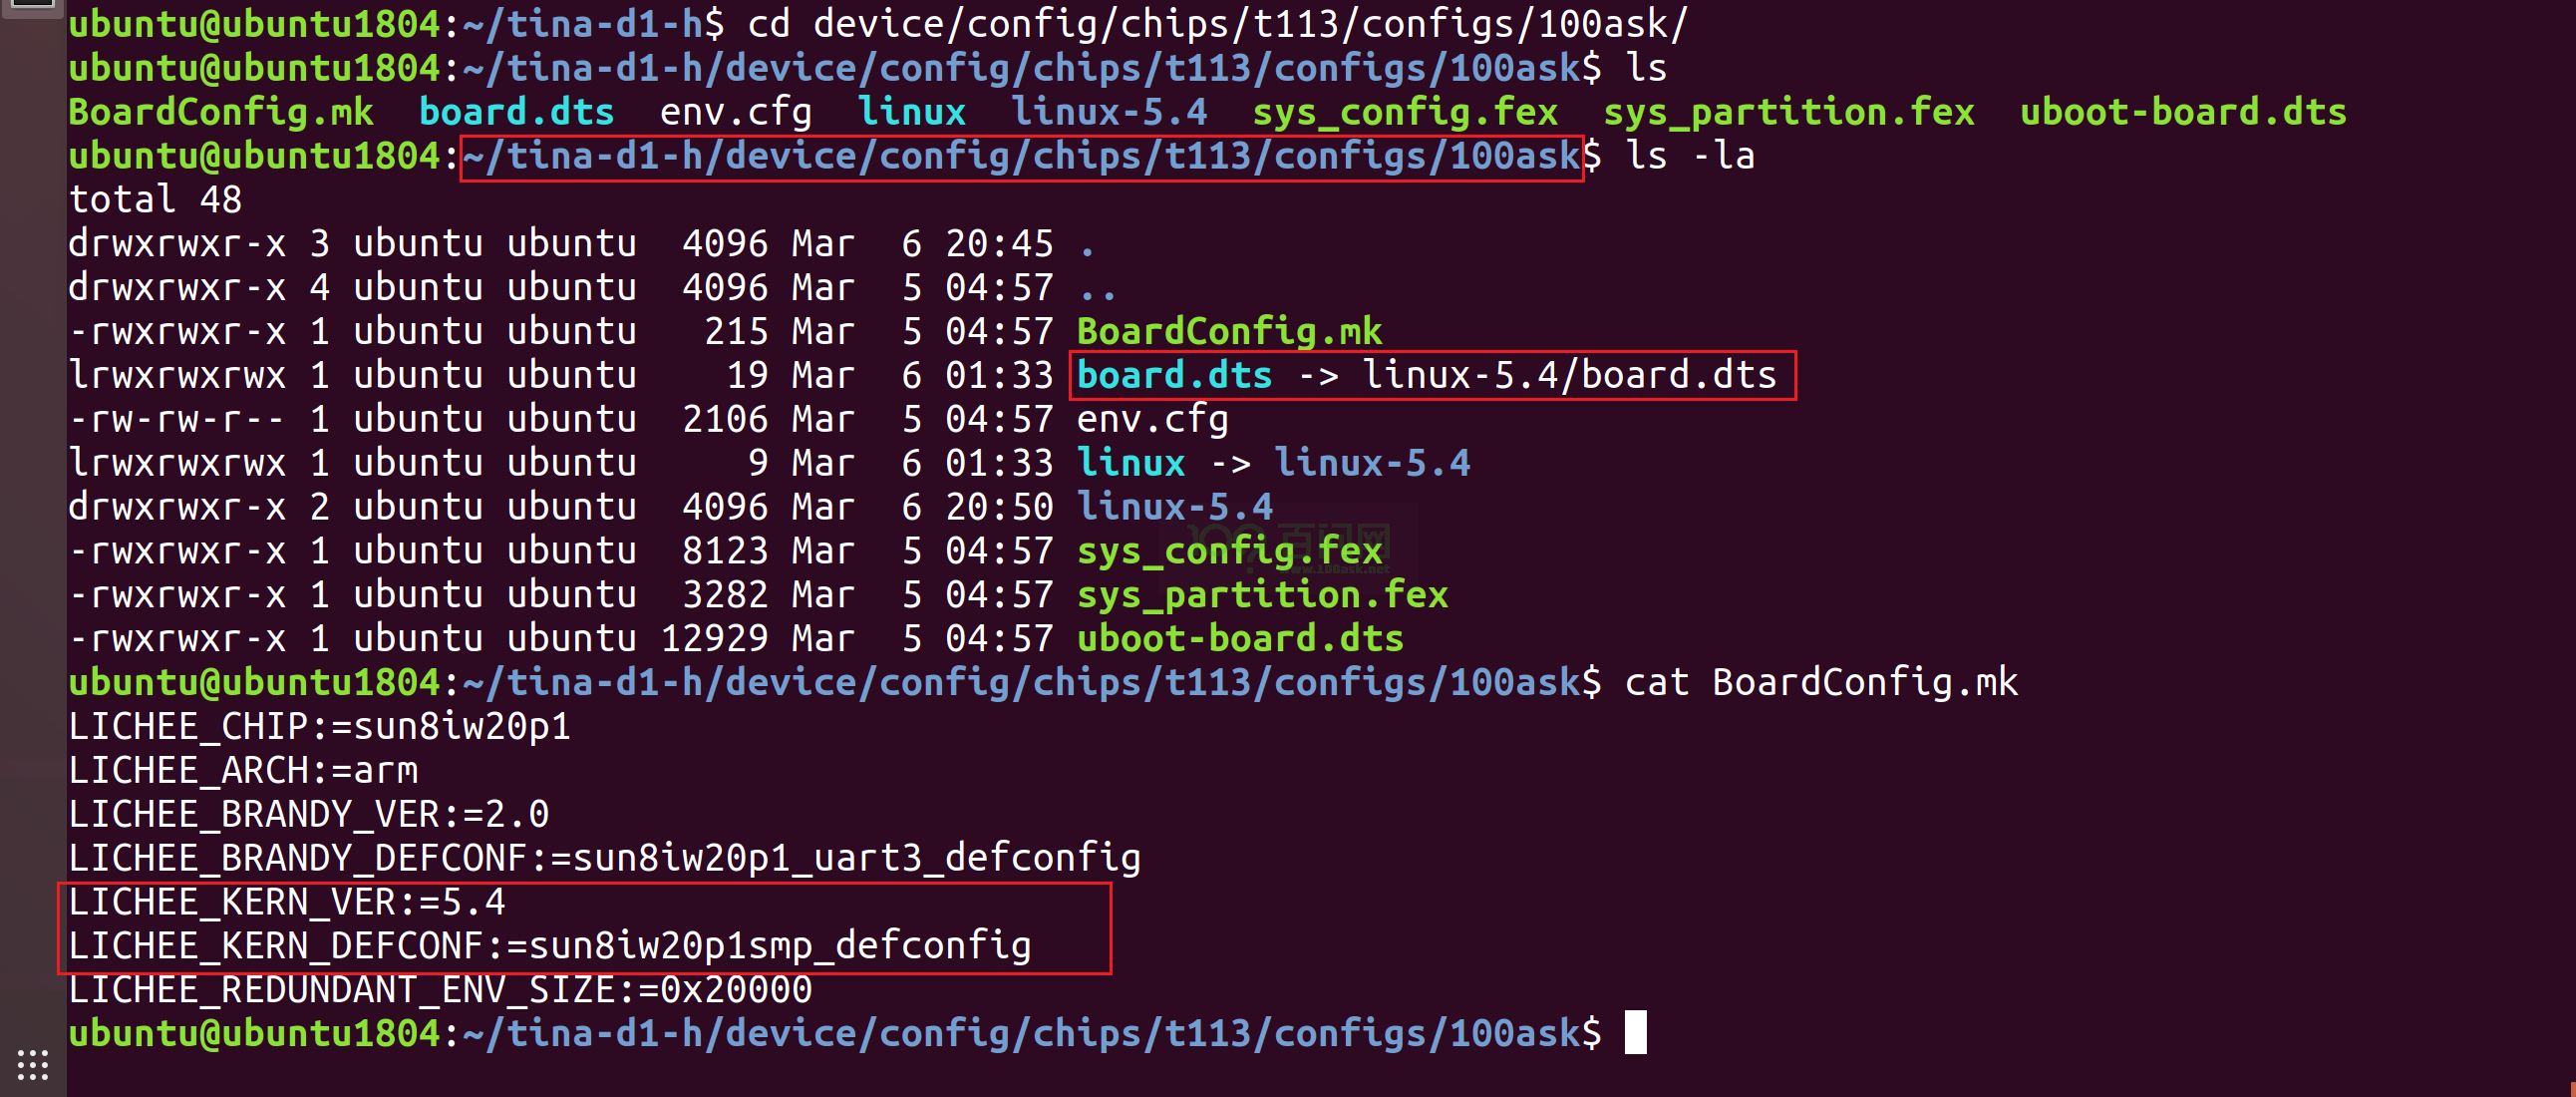 ubuntu@ubuntu1804:~/tina-d1-h$ cd device/config/chips/t113/configs/100ask/
ubuntu@ubuntu1804:~/tina-d1-h/device/config/chips/t113/configs/100ask$ ls
BoardConfig.mk  board.dts  env.cfg  linux  linux-5.4  sys_config.fex  sys_partition.fex  uboot-board.dts
ubuntu@ubuntu1804:~/tina-d1-h/device/config/chips/t113/configs/100ask$ ls -la
total 48
drwxrwxr-x 3 ubuntu ubuntu  4096 Mar  6 20:45 .
drwxrwxr-x 4 ubuntu ubuntu  4096 Mar  5 04:57 ..
-rwxrwxr-x 1 ubuntu ubuntu   215 Mar  5 04:57 BoardConfig.mk
lrwxrwxrwx 1 ubuntu ubuntu    19 Mar  6 01:33 board.dts -> linux-5.4/board.dts
-rw-rw-r-- 1 ubuntu ubuntu  2106 Mar  5 04:57 env.cfg
lrwxrwxrwx 1 ubuntu ubuntu     9 Mar  6 01:33 linux -> linux-5.4
drwxrwxr-x 2 ubuntu ubuntu  4096 Mar  6 20:50 linux-5.4
-rwxrwxr-x 1 ubuntu ubuntu  8123 Mar  5 04:57 sys_config.fex
-rwxrwxr-x 1 ubuntu ubuntu  3282 Mar  5 04:57 sys_partition.fex
-rwxrwxr-x 1 ubuntu ubuntu 12929 Mar  5 04:57 uboot-board.dts
百问网
www.100ask.net
ubuntu@ubuntu1804:~/tina-d1-h/device/config/chips/t113/configs/100ask$ cat BoardConfig.mk
LICHEE_CHIP:=sun8iw20p1
LICHEE_ARCH:=arm
LICHEE_BRANDY_VER:=2.0
LICHEE_BRANDY_DEFCONF:=sun8iw20p1_uart3_defconfig
LICHEE_KERN_VER:=5.4
LICHEE_KERN_DEFCONF:=sun8iw20p1smp_defconfig
LICHEE_REDUNDANT_ENV_SIZE:=0x20000
ubuntu@ubuntu1804:~/tina-d1-h/device/config/chips/t113/configs/100ask$